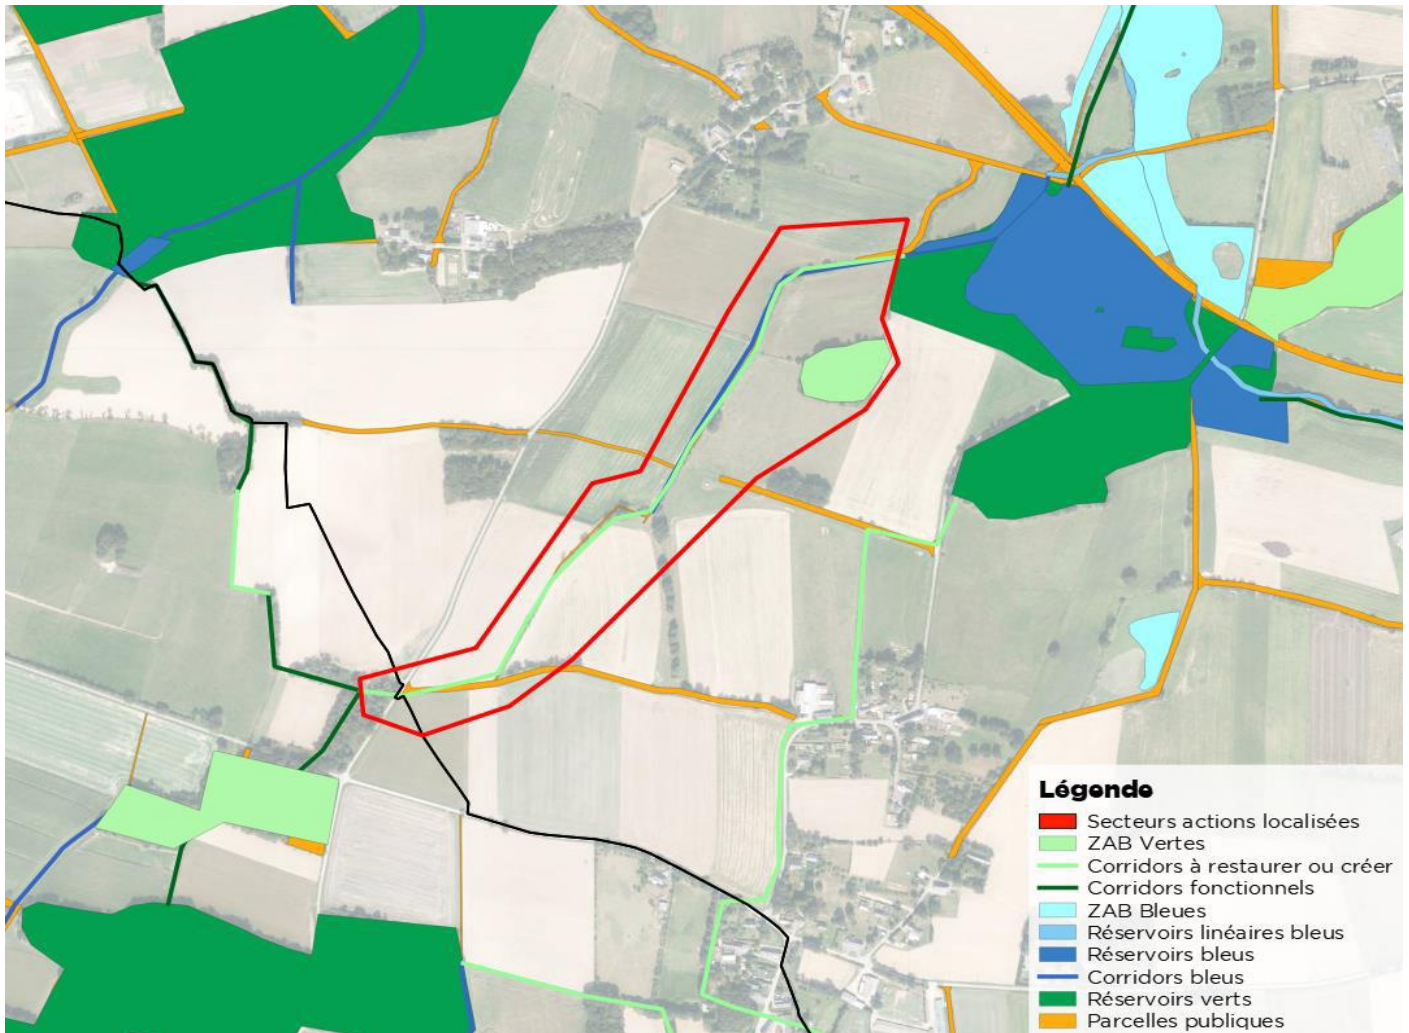 Légende
Secteurs actions localisées
ZAB Vertes
Corridors à restaurer ou créer
Corridors fonctionnels
ZAB Bleues
Réservoirs linéaires bleus
Réservoirs bleus
Corridors bleus
Réservoirs verts
Parcelles publiques